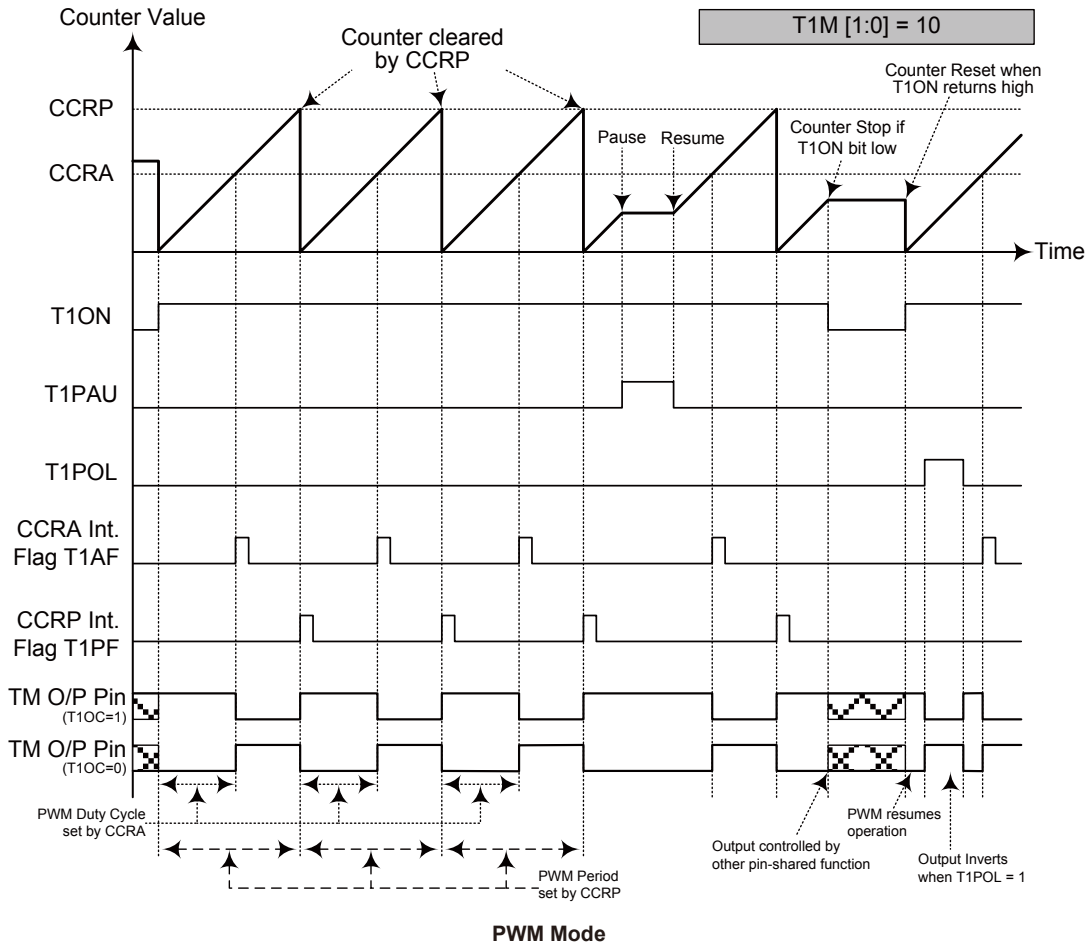 Counter Value
T1M [1:0] = 10
Counter cleared
by CCRP
Counter Reset when
T1ON returns high
CCRP
Pause
Resume
Counter Stop if
T1ON bit low
CCRA
Time
T1ON
T1PAU
T1POL
CCRA Int.
Flag T1AF
CCRP Int.
Flag T1PF
TM O/P Pin
(T1OC=1)
TM O/P Pin
(T1OC=0)
PWM Duty Cycle
set by CCRA
PWM resumes
operation
Output controlled by
other pin-shared function
Output Inverts
when T1POL = 1
PWM Period
set by CCRP
PWM Mode